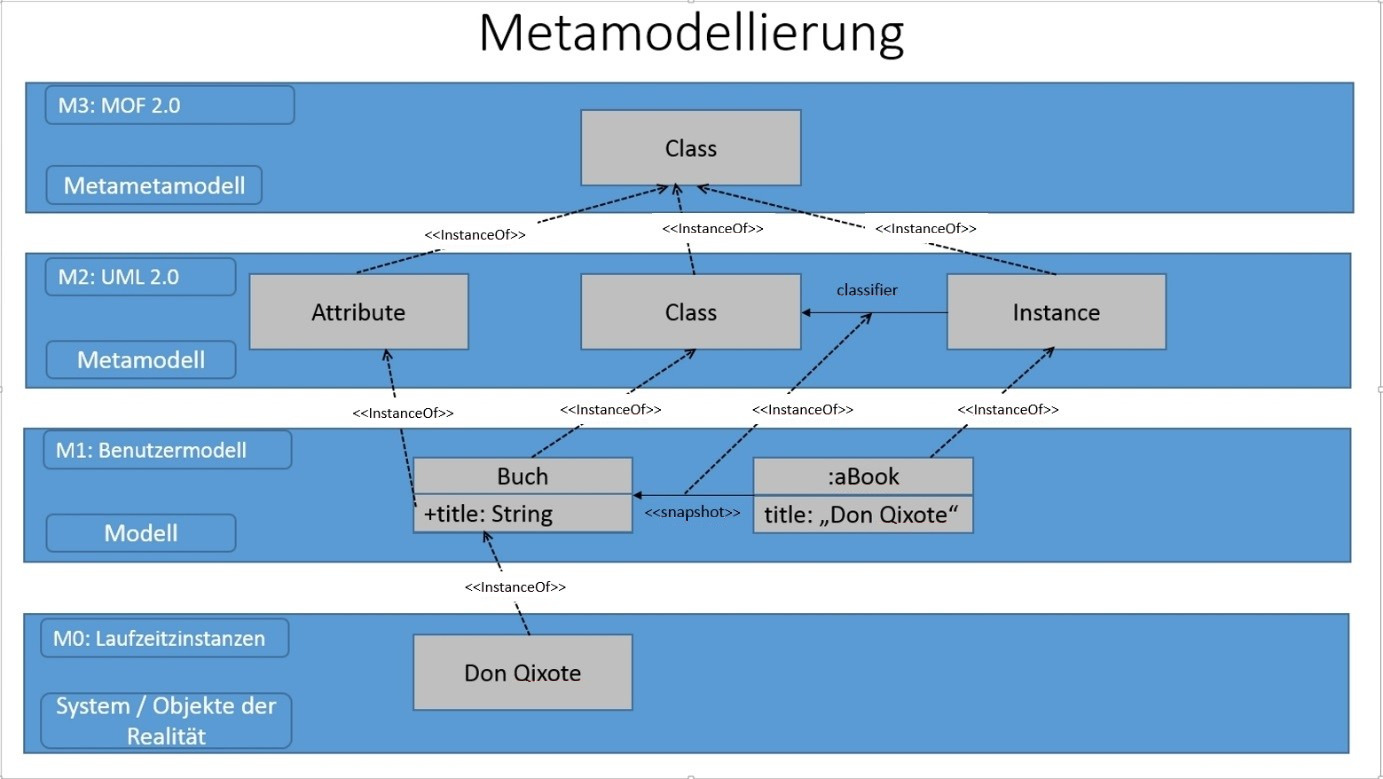 Metamodellierung
M3: MOF 2.0
Class
Metametamodell
<<InstanceOf>>
<<InstanceOf>>
<<InstanceOf>>
M2: UML 2.0
Attribute
Class
classifier
Instance
Metamodell
<<InstanceOf>>
<<InstanceOf>>
<<InstanceOf>>
<<InstanceOf>>
M1: Benutzermodell
Buch
+title: String
<<snapshot>>
:aBook
title: „Don Qixote“
Modell
<<InstanceOf>>
M0: Laufzeitzinstanzen
Don Qixote
System / Objekte der
Realität